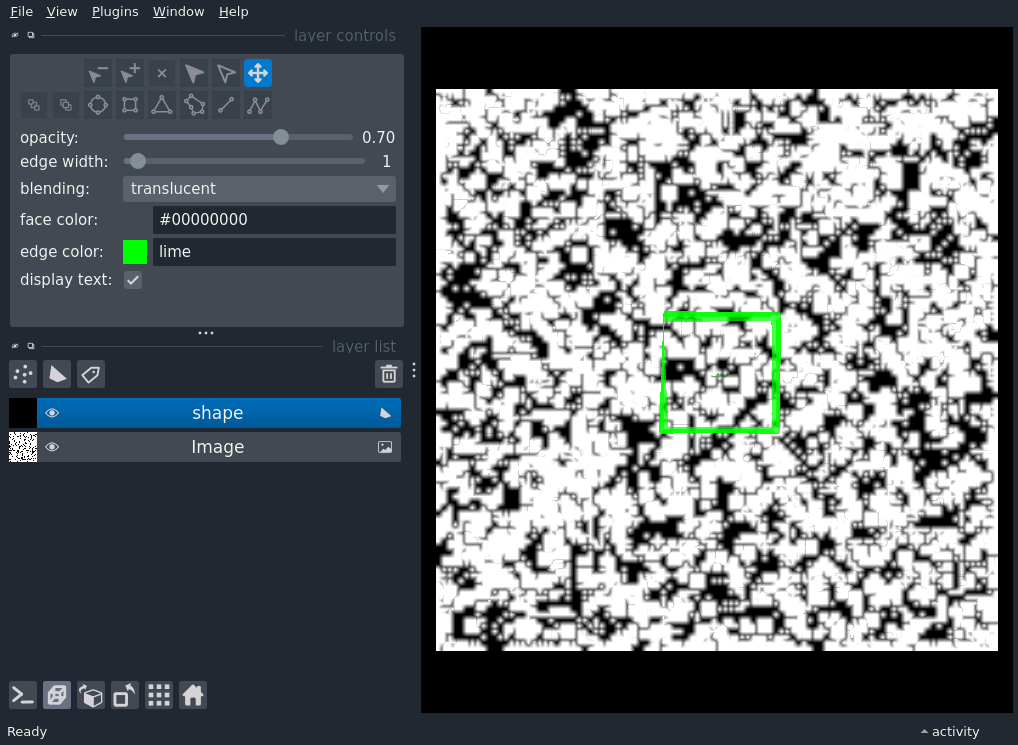 File View Plugins Window Help
layer controls
opacity: 0.70
edge width: 1
blending: translucent
face color: #00000000
edge color: lime
display text:
layer list
shape
Image
Ready activity